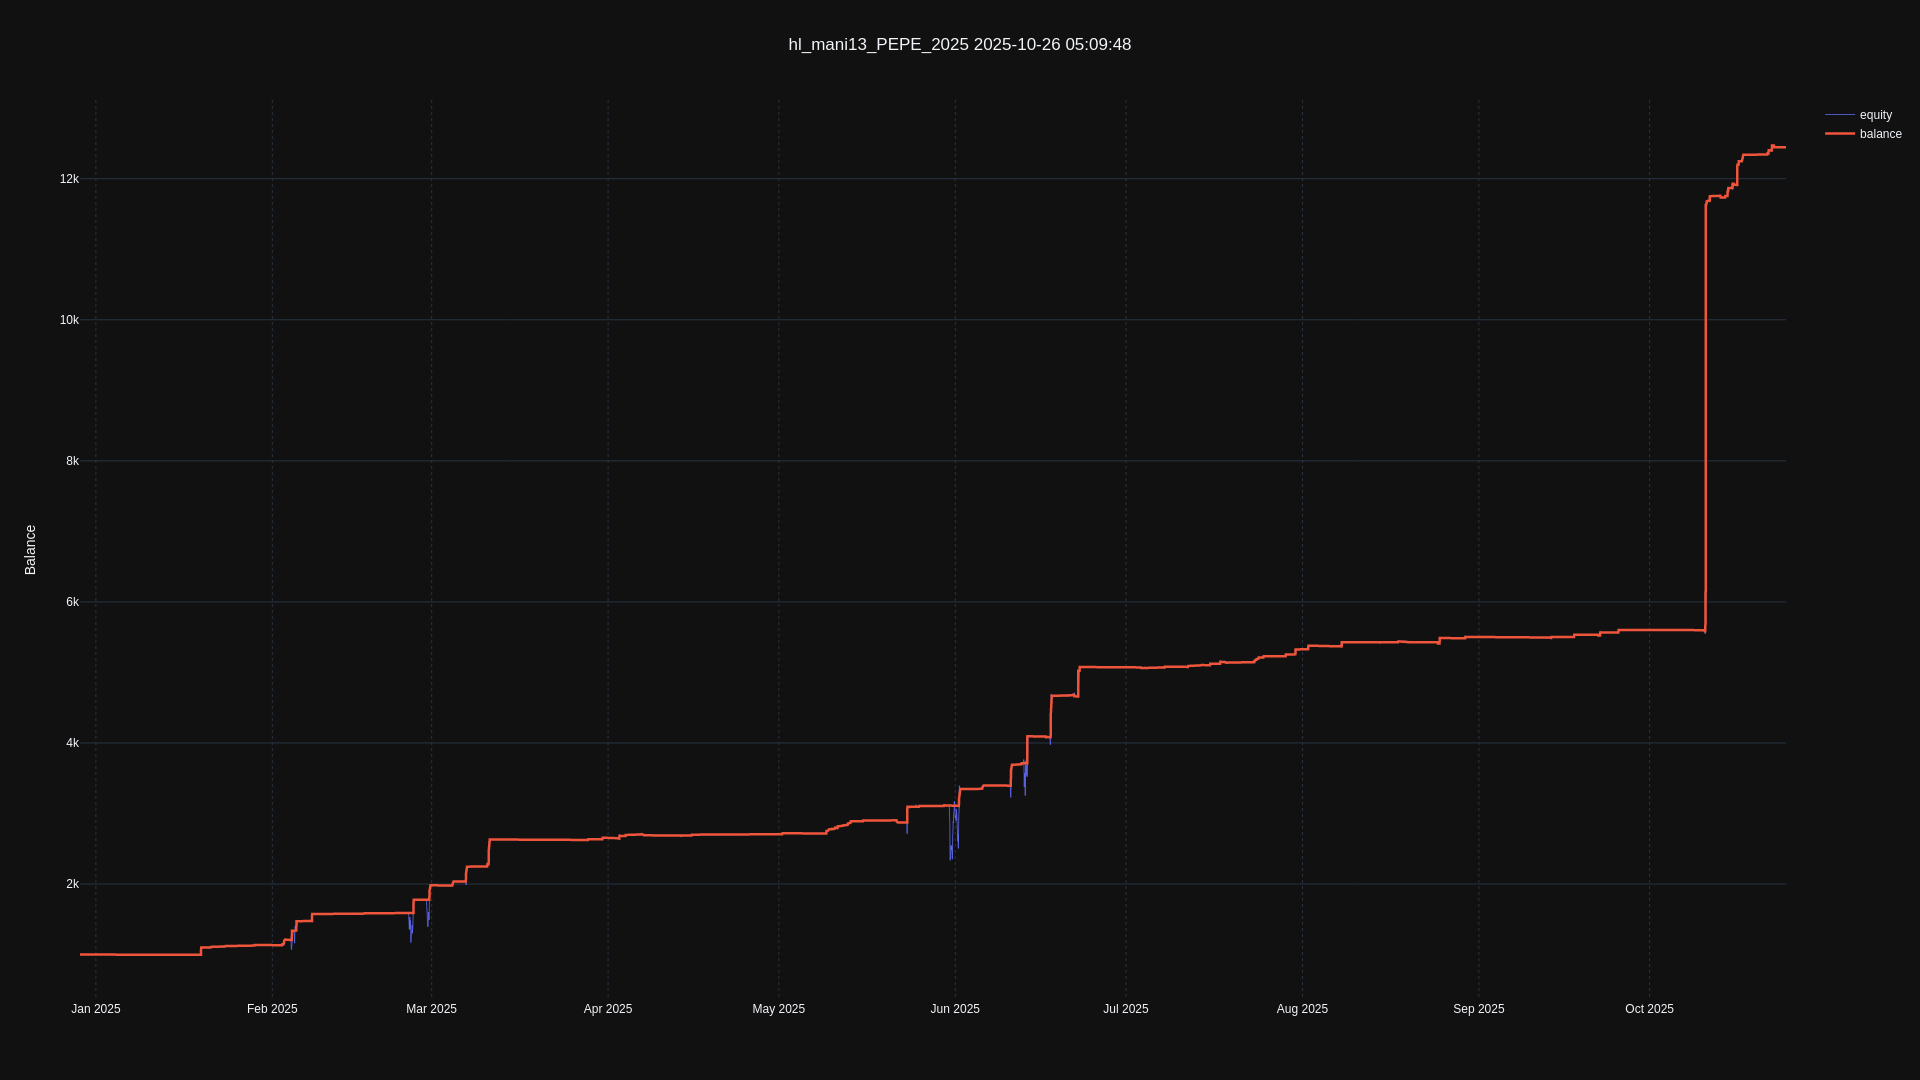 hl_mani13_PEPE_2025 2025-10-26 05:09:48
equity
balance
12k
10k
8k
6k
4k
2k
Balance
Jan 2025
Feb 2025
Mar 2025
Apr 2025
May 2025
Jun 2025
Jul 2025
Aug 2025
Sep 2025
Oct 2025